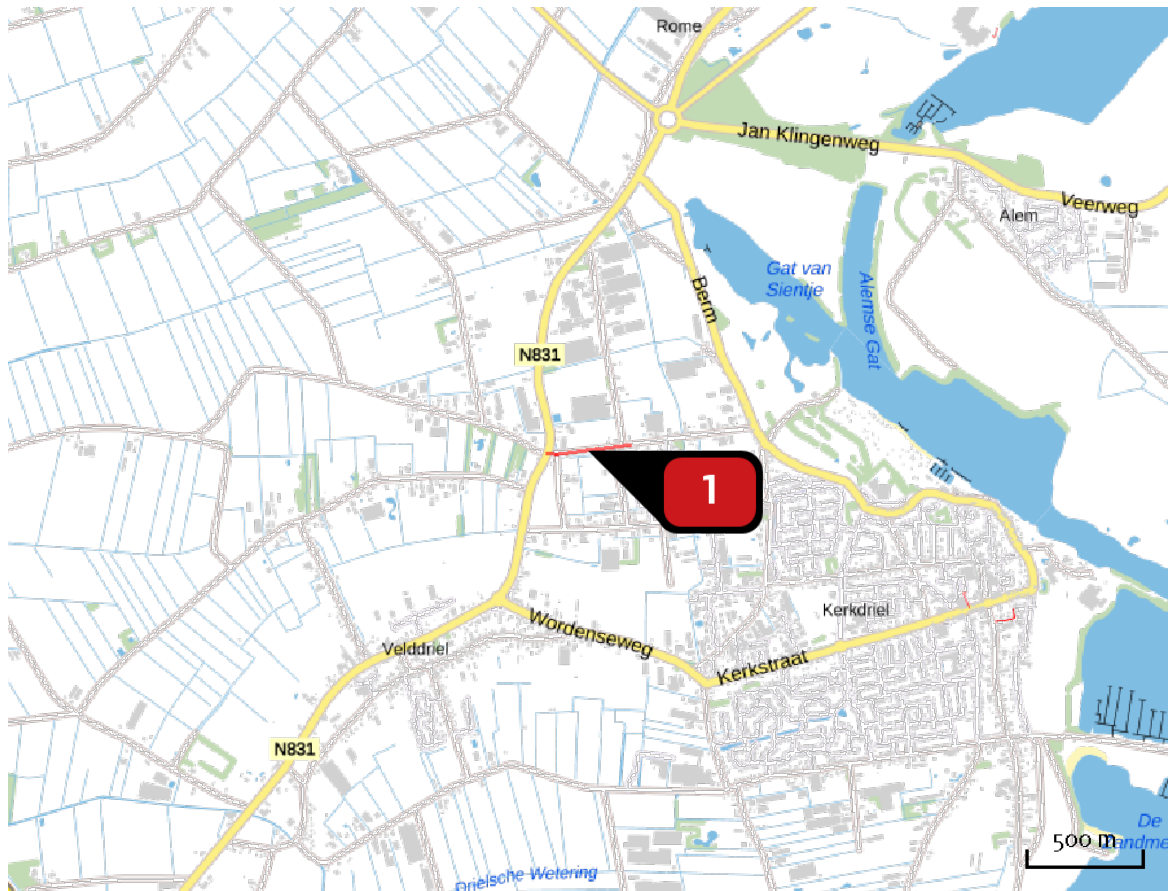 Rome
Jan Klingenweg
Veerweg
Alem
Gat van
Sientje
Alemse Gat
Berm
N831
1
Kerkdriel
Wordenseweg
Velddriel
Kerkstraat
N831
De
500 m
Drielsche Wetering